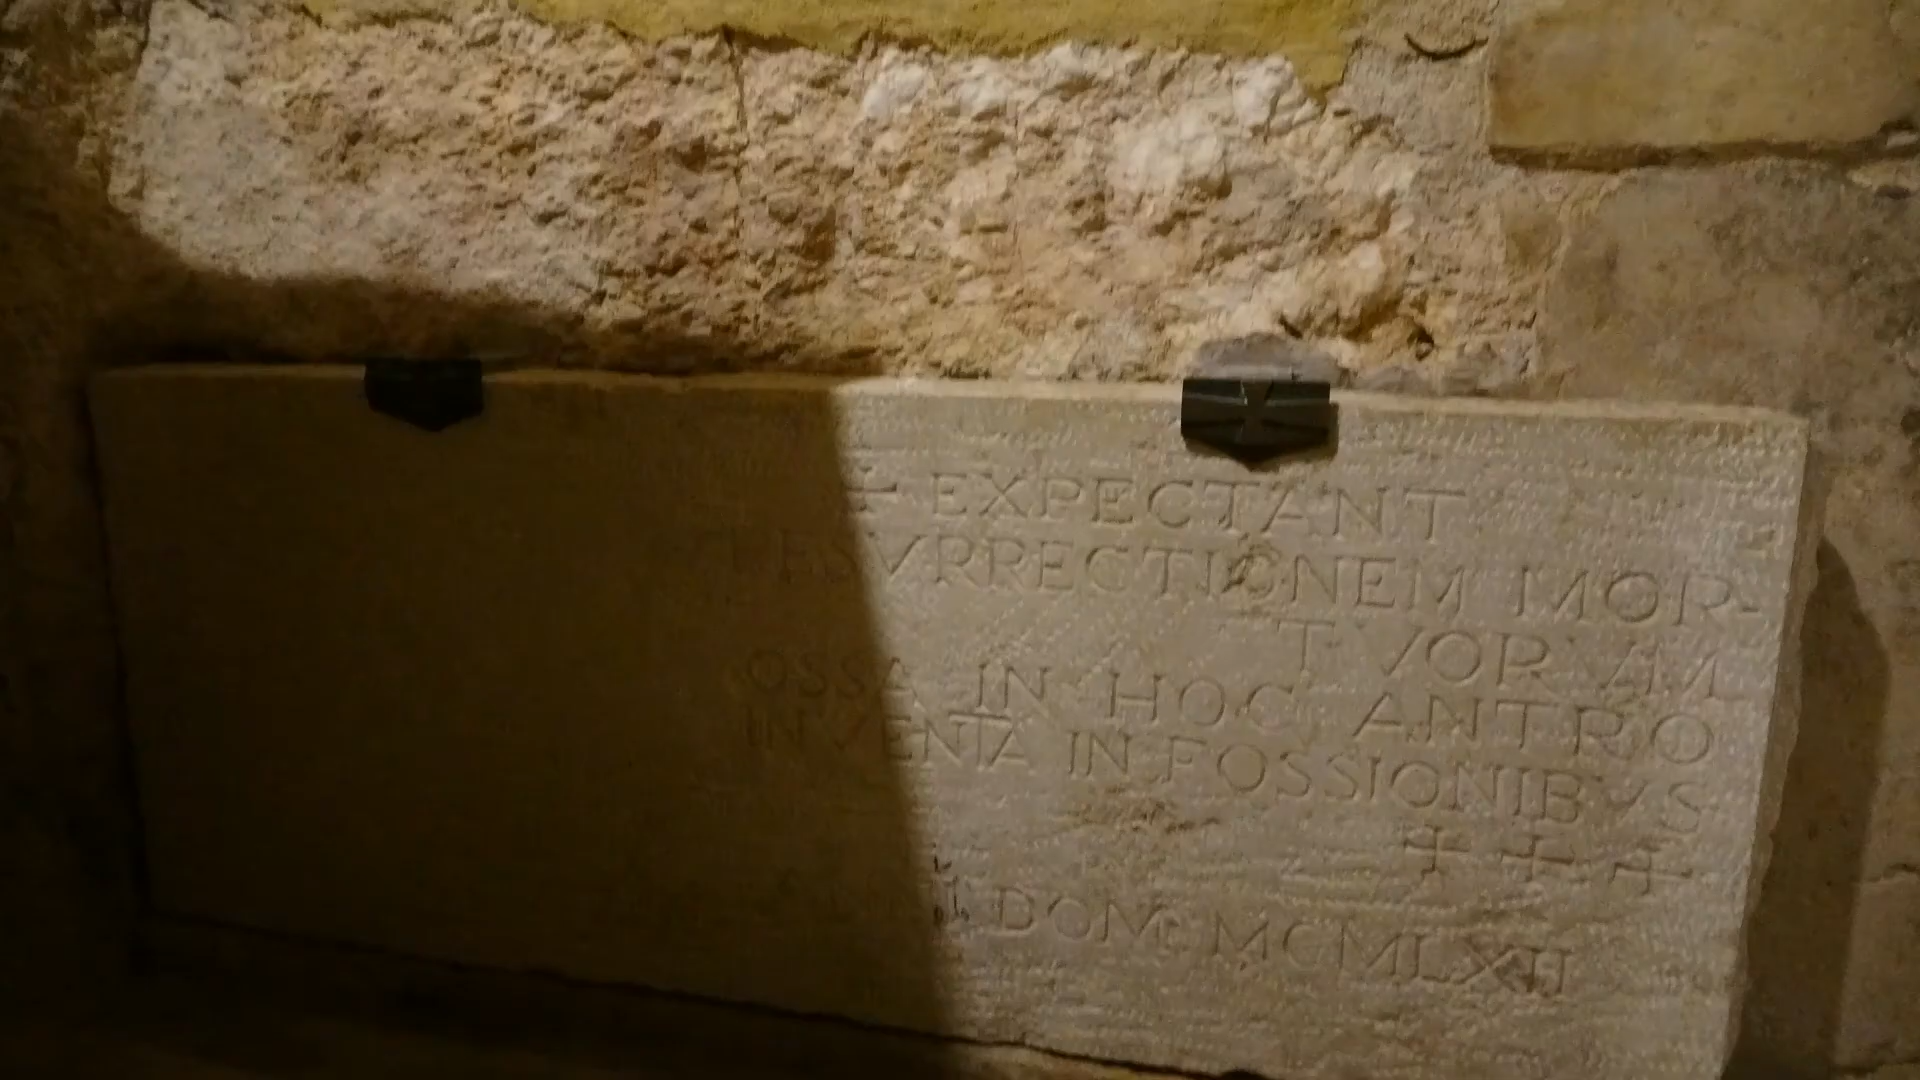 + EXPECTANT
RESVRRECTIONEM MOR-
TVORVM
OSSA IN HOC ANTRO
INVENTA IN FOSSIONIBVS
+ + +
DOM MCMLXII